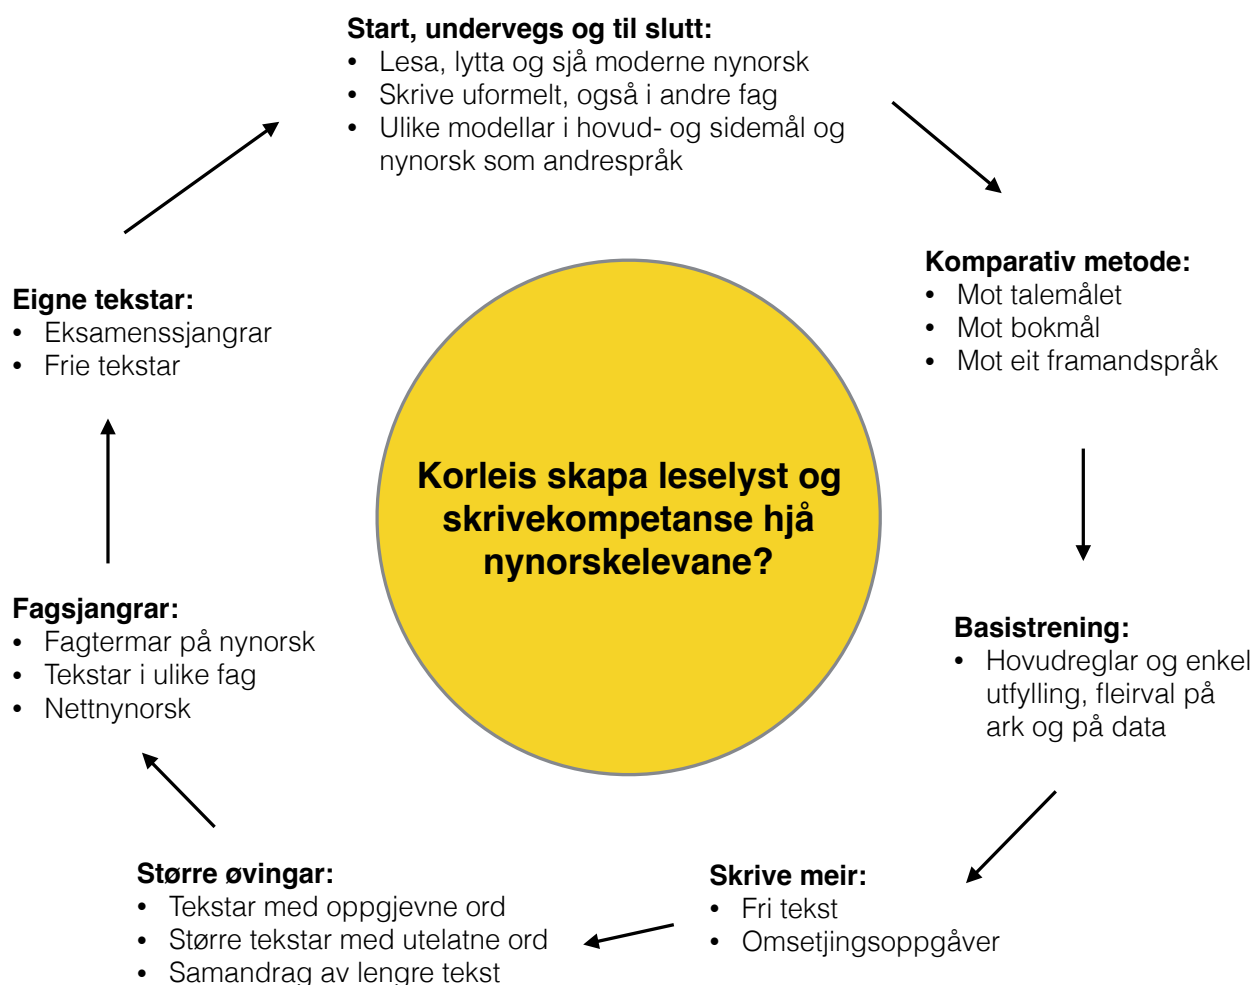 Start, undervegs og til slutt:
• Lesa, lytta og sjå moderne nynorsk
• Skrive uformelt, også i andre fag
• Ulike modellar i hovud- og sidemål og
nynorsk som andrespråk
Komparativ metode:
• Mot talemålet
• Mot bokmål
• Mot eit framandspråk
Basistrening:
• Hovudreglar og enkel
utfylling, fleirval på
ark og på data
Skrive meir:
• Fri tekst
• Omsetjingsoppgåver
Større øvingar:
• Tekstar med oppgjevne ord
• Større tekstar med utelatne ord
• Samandrag av lengre tekst
Fagsjangrar:
• Fagtermar på nynorsk
• Tekstar i ulike fag
• Nettnynorsk
Eigne tekstar:
• Eksamenssjangrar
• Frie tekstar
Korleis skapa leselyst og
skrivekompetanse hjå
nynorskelevane?